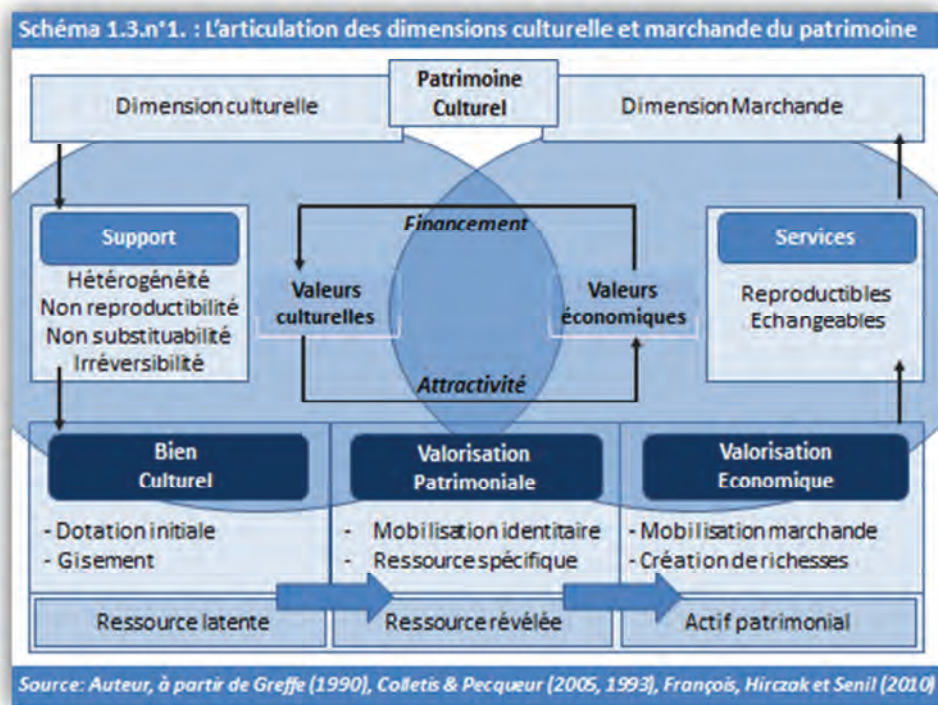 Schéma 1.3.n°1. : L'articulation des dimensions culturelle et marchande du patrimoine
Patrimoine
Culturel
Dimension culturelle
Dimension Marchande
Support
Hétérogénéité
Non reproductibilité
Non substituabilité
Irréversibilité
Financement
Valeurs
culturelles
Valeurs
économiques
Attractivité
Services
Reproductibles
Echangeables
Bien
Culturel
- Dotation initiale
- Gisement
Ressource latente
Valorisation
Patrimoniale
- Mobilisation identitaire
- Ressource spécifique
Ressource révélée
Valorisation
Economique
- Mobilisation marchande
- Création de richesses
Actif patrimonial
Source: Auteur, à partir de Greffe (1990), Colletis & Pecqueur (2005, 1993), François, Hirczak et Senil (2010)